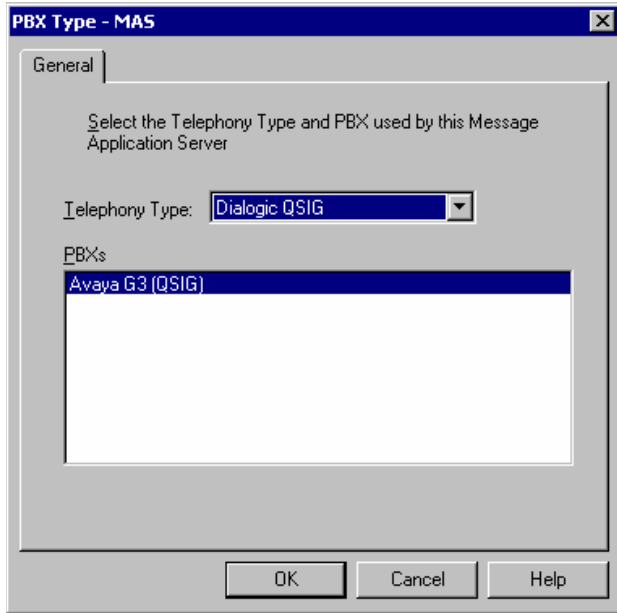 PBX Type - MAS
General
Select the Telephony Type and PBX used by this Message
Application Server
Telephony Type: Dialogic QSIG
PBXs
Avaya G3 (QSIG)
OK Cancel Help